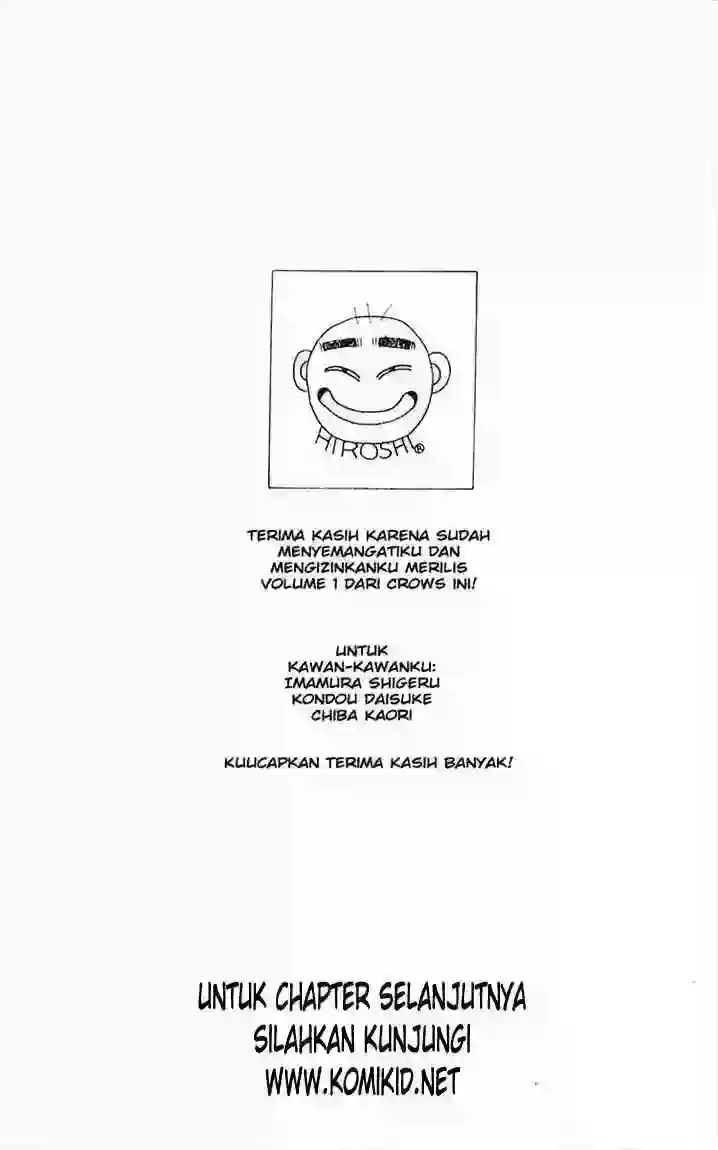 HIROSHI®
TERIMA KASIH KARENA SUDAH
MENYEMANGATIKU DAN
MENGIZINKANKU MERILIS
VOLUME 1 DARI CROWS INI!
UNTUK
KAWAN-KAWANKU:
IMAMURA SHIGERU
KONDOU DAISUKE
CHIBA KAORI
KUUCAPKAN TERIMA KASIH BANYAK!
UNTUK CHAPTER SELANJUTNYA
SILAHKAN KUNJUNGI
WWW.KOMIKID.NET